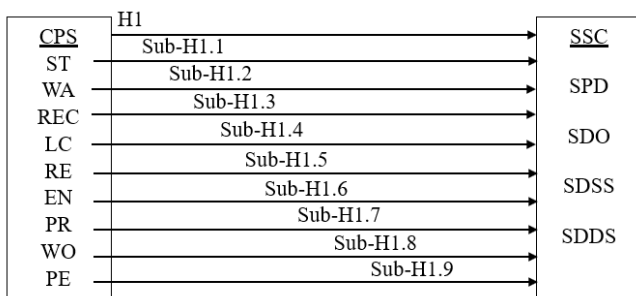 H1
CPS
SSC
Sub-H1.1
ST
Sub-H1.2
WA
SPD
Sub-H1.3
REC
Sub-H1.4
LC
SDO
Sub-H1.5
RE
Sub-H1.6
EN
SDSS
Sub-H1.7
PR
SDDS
Sub-H1.8
WO
Sub-H1.9
PE